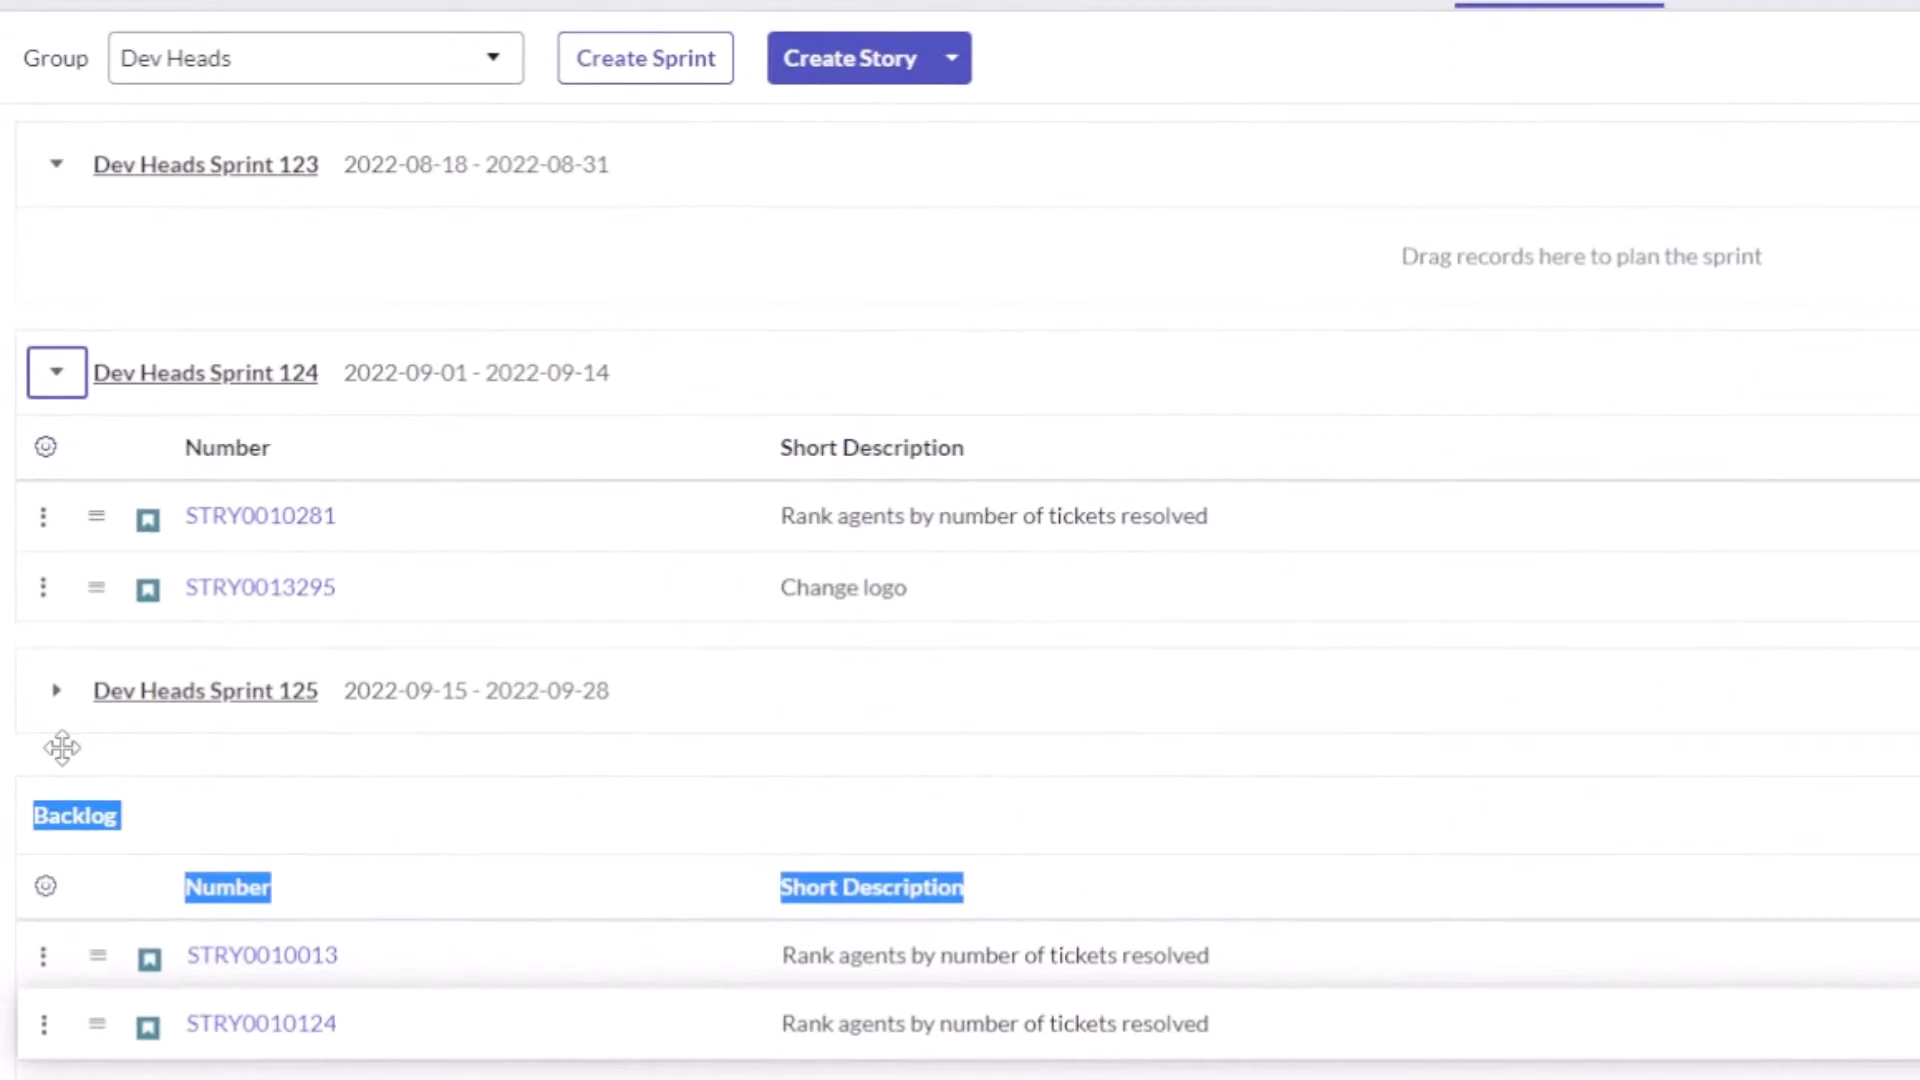 Group Dev Heads Create Sprint Create Story
Dev Heads Sprint 123 2022-08-18 - 2022-08-31
Drag records here to plan the sprint
Dev Heads Sprint 124 2022-09-01 - 2022-09-14
Number Short Description
STRY0010281 Rank agents by number of tickets resolved
STRY0013295 Change logo
Dev Heads Sprint 125 2022-09-15 - 2022-09-28
Backlog
Number Short Description
STRY0010013 Rank agents by number of tickets resolved
STRY0010124 Rank agents by number of tickets resolved